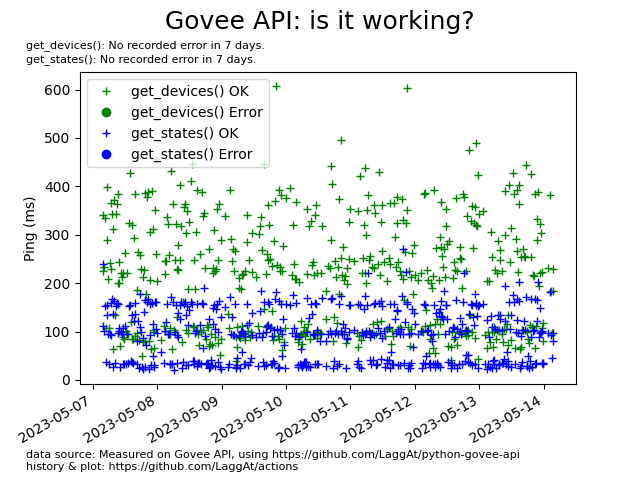 Govee API: is it working?
get_devices(): No recorded error in 7 days.
get_states(): No recorded error in 7 days.
get_devices() OK
get_devices() Error
get_states() OK
get_states() Error
Ping (ms)
600
500
400
300
200
100
0
2023-05-07
2023-05-08
2023-05-09
2023-05-10
2023-05-11
2023-05-12
2023-05-13
2023-05-14
data source: Measured on Govee API, using https://github.com/LaggAt/python-govee-api
history & plot: https://github.com/LaggAt/actions